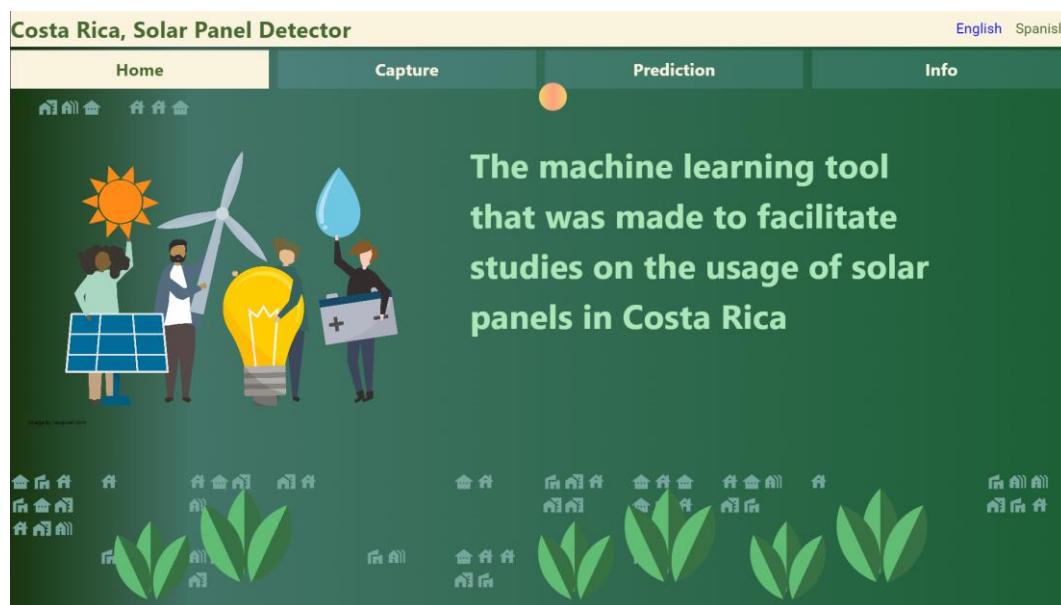 Costa Rica, Solar Panel Detector
English Spanish
Home Capture Prediction Info
The machine learning tool
that was made to facilitate
studies on the usage of solar
panels in Costa Rica